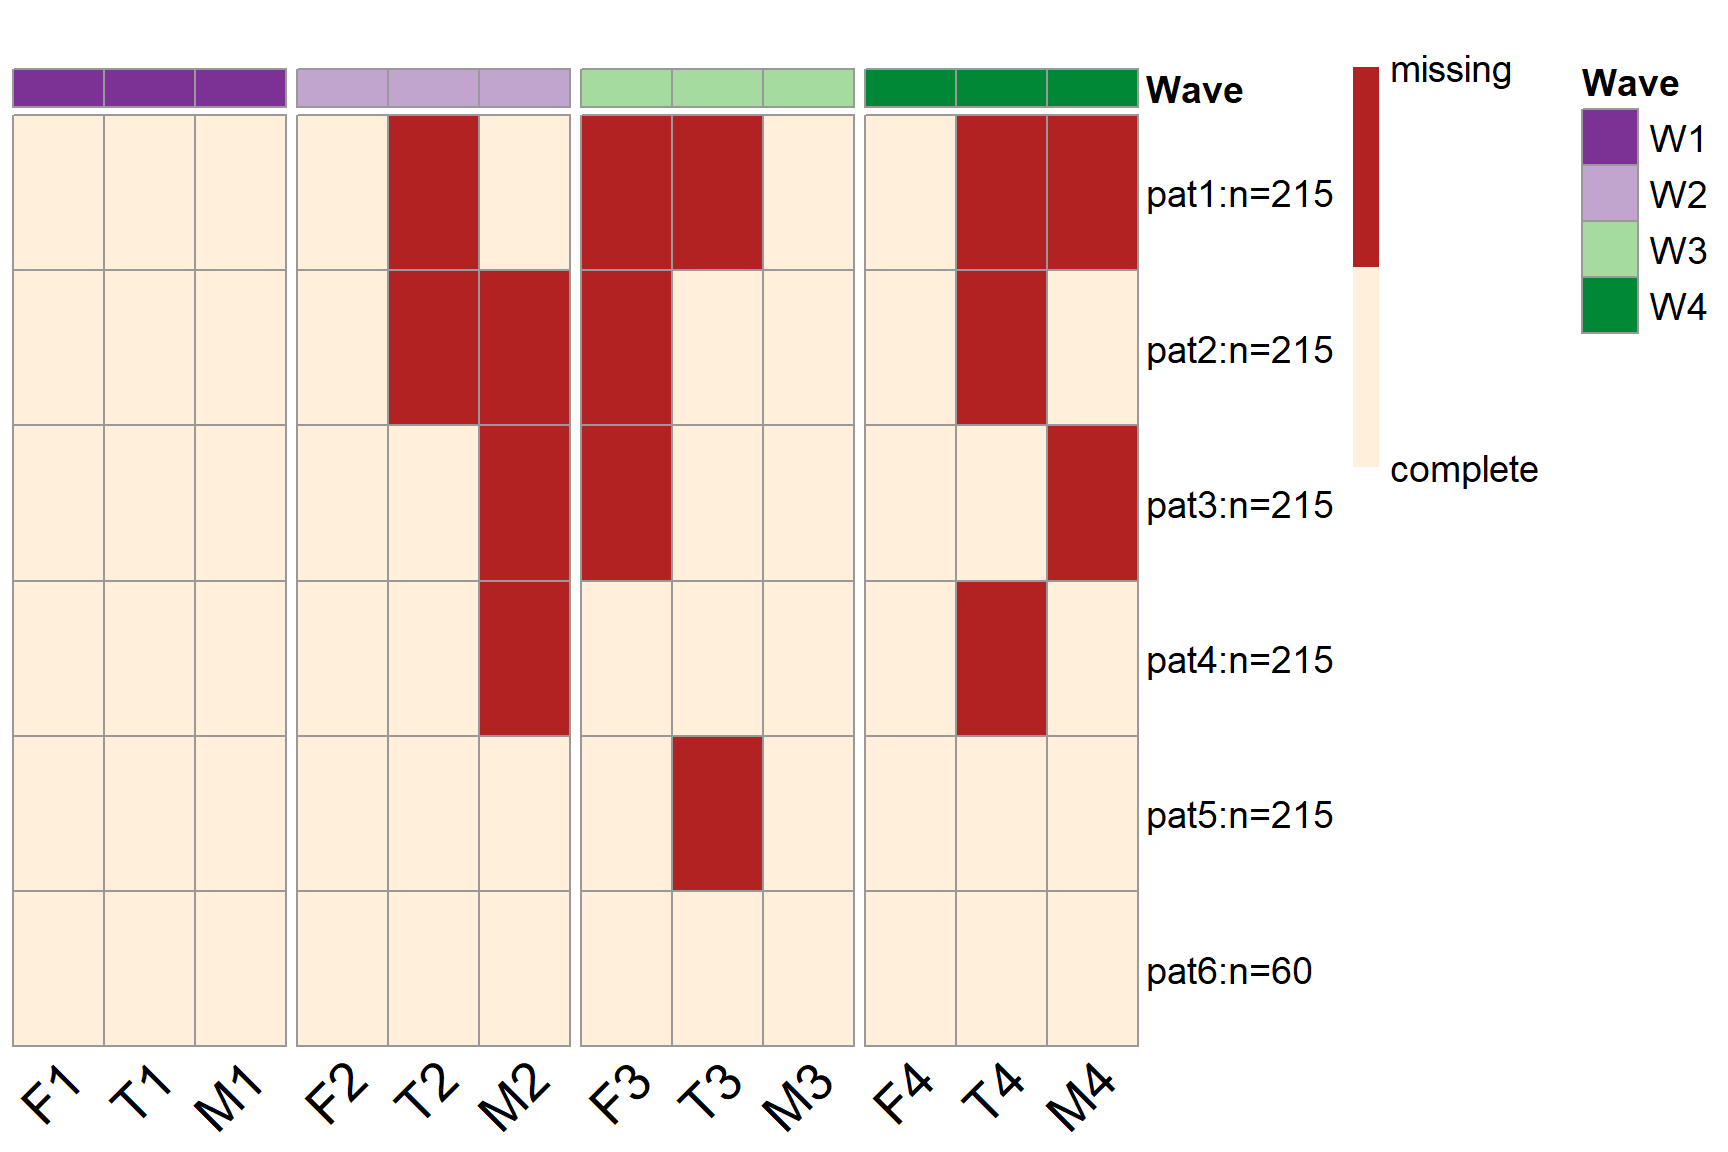 Wave
pat1:n=215
pat2:n=215
pat3:n=215
pat4:n=215
pat5:n=215
pat6:n=60
F1 T1 M1 F2 T2 M2 F3 T3 M3 F4 T4 M4
missing
complete
Wave
W1
W2
W3
W4